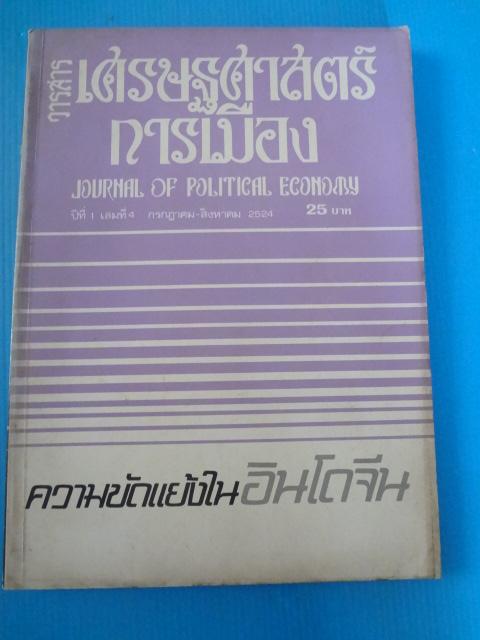 วารสาร
เศรษฐศาสตร์
การเมือง
JOURNAL OF POLITICAL ECONOMY
ปีที่ 1 เล่มที่ 4 กรกฎาคม-สิงหาคม 2524 25 บาท
ความขัดแย้งในอินโดจีน